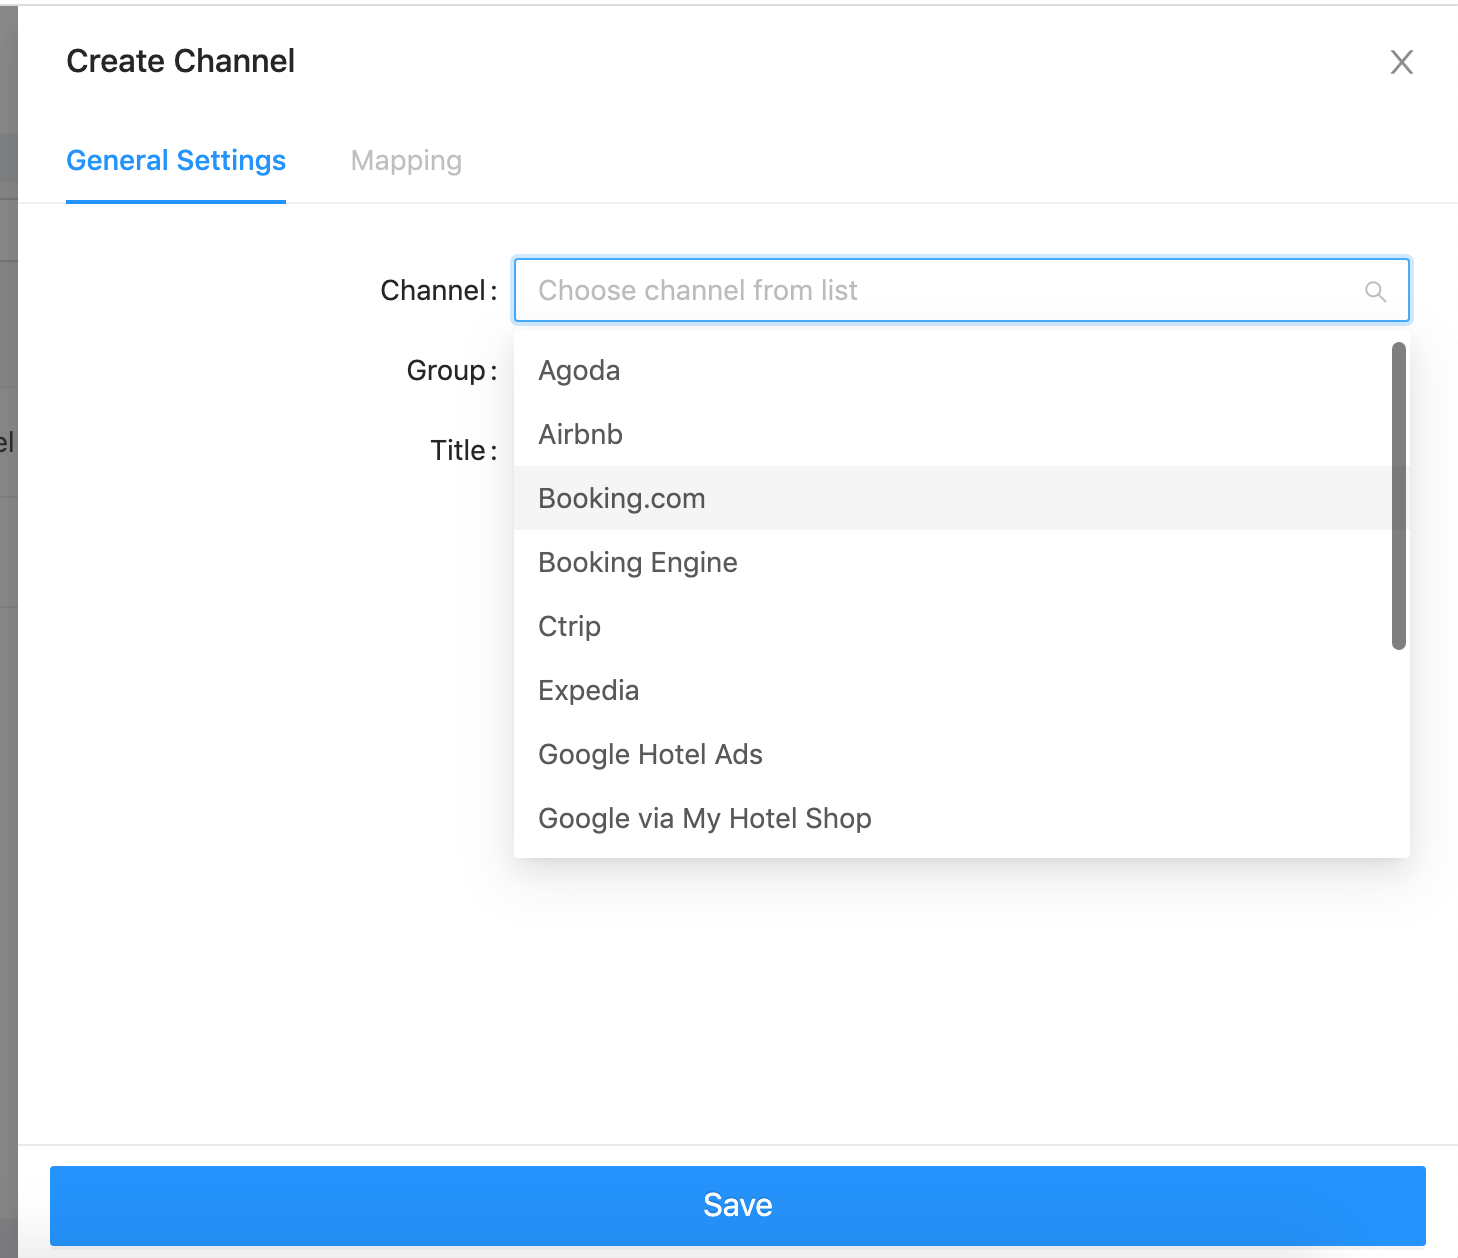 Create Channel
General Settings Mapping
Channel: Choose channel from list
Group:
Title:
Agoda
Airbnb
Booking.com
Booking Engine
Ctrip
Expedia
Google Hotel Ads
Google via My Hotel Shop
el
Save